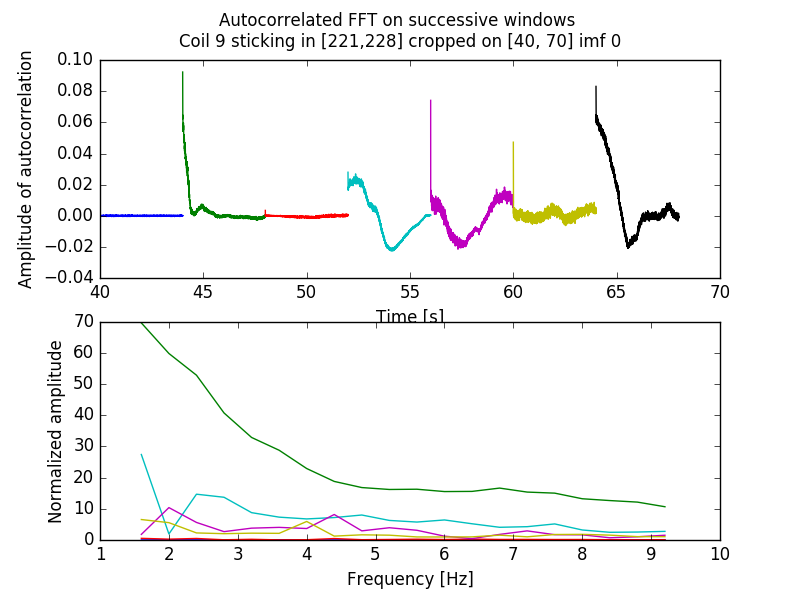 Autocorrelated FFT on successive windows
Coil 9 sticking in [221,228] cropped on [40, 70] imf 0
Amplitude of autocorrelation
0.10
0.08
0.06
0.04
0.02
0.00
−0.02
−0.04
40 45 50 55 60 65 70
Time [s]
Normalized amplitude
70
60
50
40
30
20
10
0
1 2 3 4 5 6 7 8 9 10
Frequency [Hz]